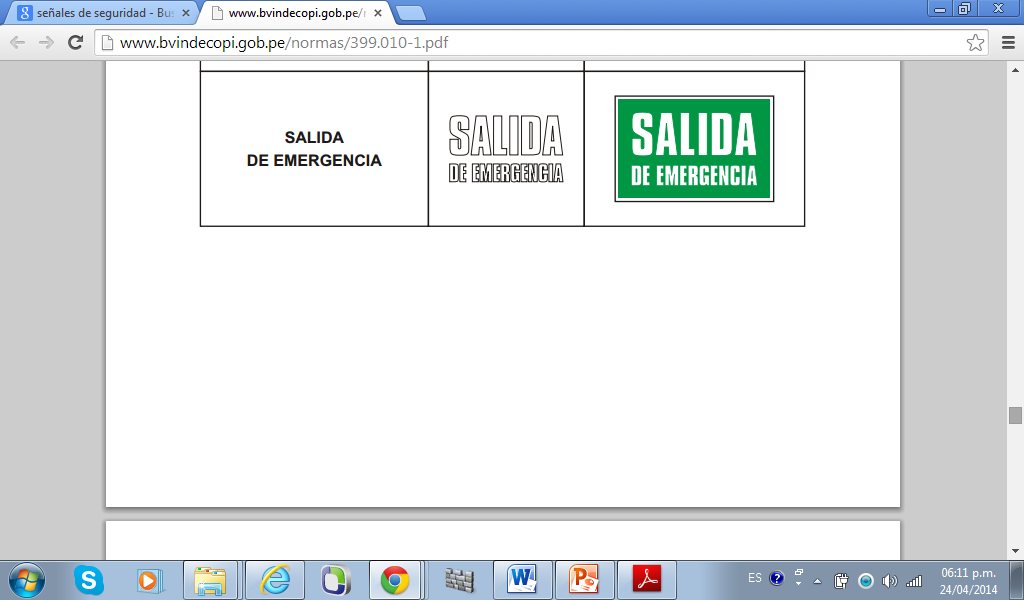 señales de seguridad - Bus
www.bvindecopi.gob.pe/
www.bvindecopi.gob.pe/normas/399.010-1.pdf
SALIDA
DE EMERGENCIA
SALIDA
DE EMERGENCIA
SALIDA
DE EMERGENCIA
ES
06:11 p.m.
24/04/2014